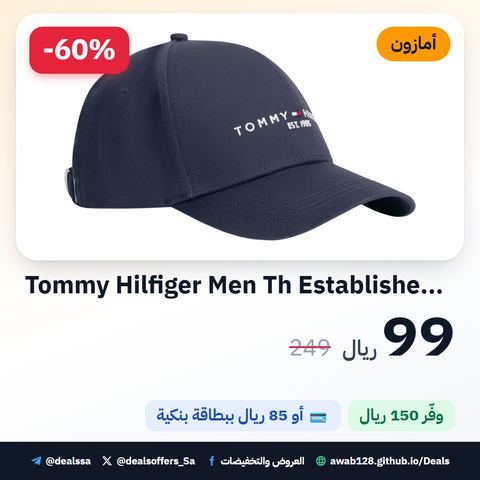 -60%
أمازون
TOMMY
EST. 1985
Tommy Hilfiger Men Th Establishe...
99 ريال 249
وفّر 150 ريال
أو 85 ريال ببطاقة بنكية
@dealssa @dealsoffers_Sa العروض والتخفيضات awab128.github.io/Deals